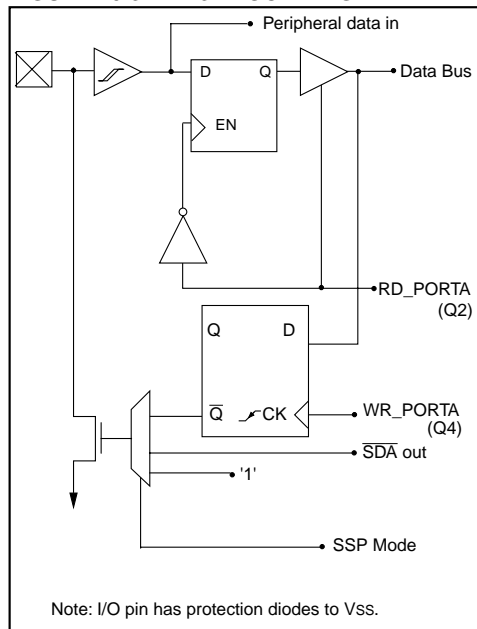 Peripheral data in
D Q
Data Bus
EN
RD_PORTA
(Q2)
Q D
Q̅ CK
WR_PORTA
(Q4)
S̅D̅A̅ out
'1'
SSP Mode
Note: I/O pin has protection diodes to VSS.